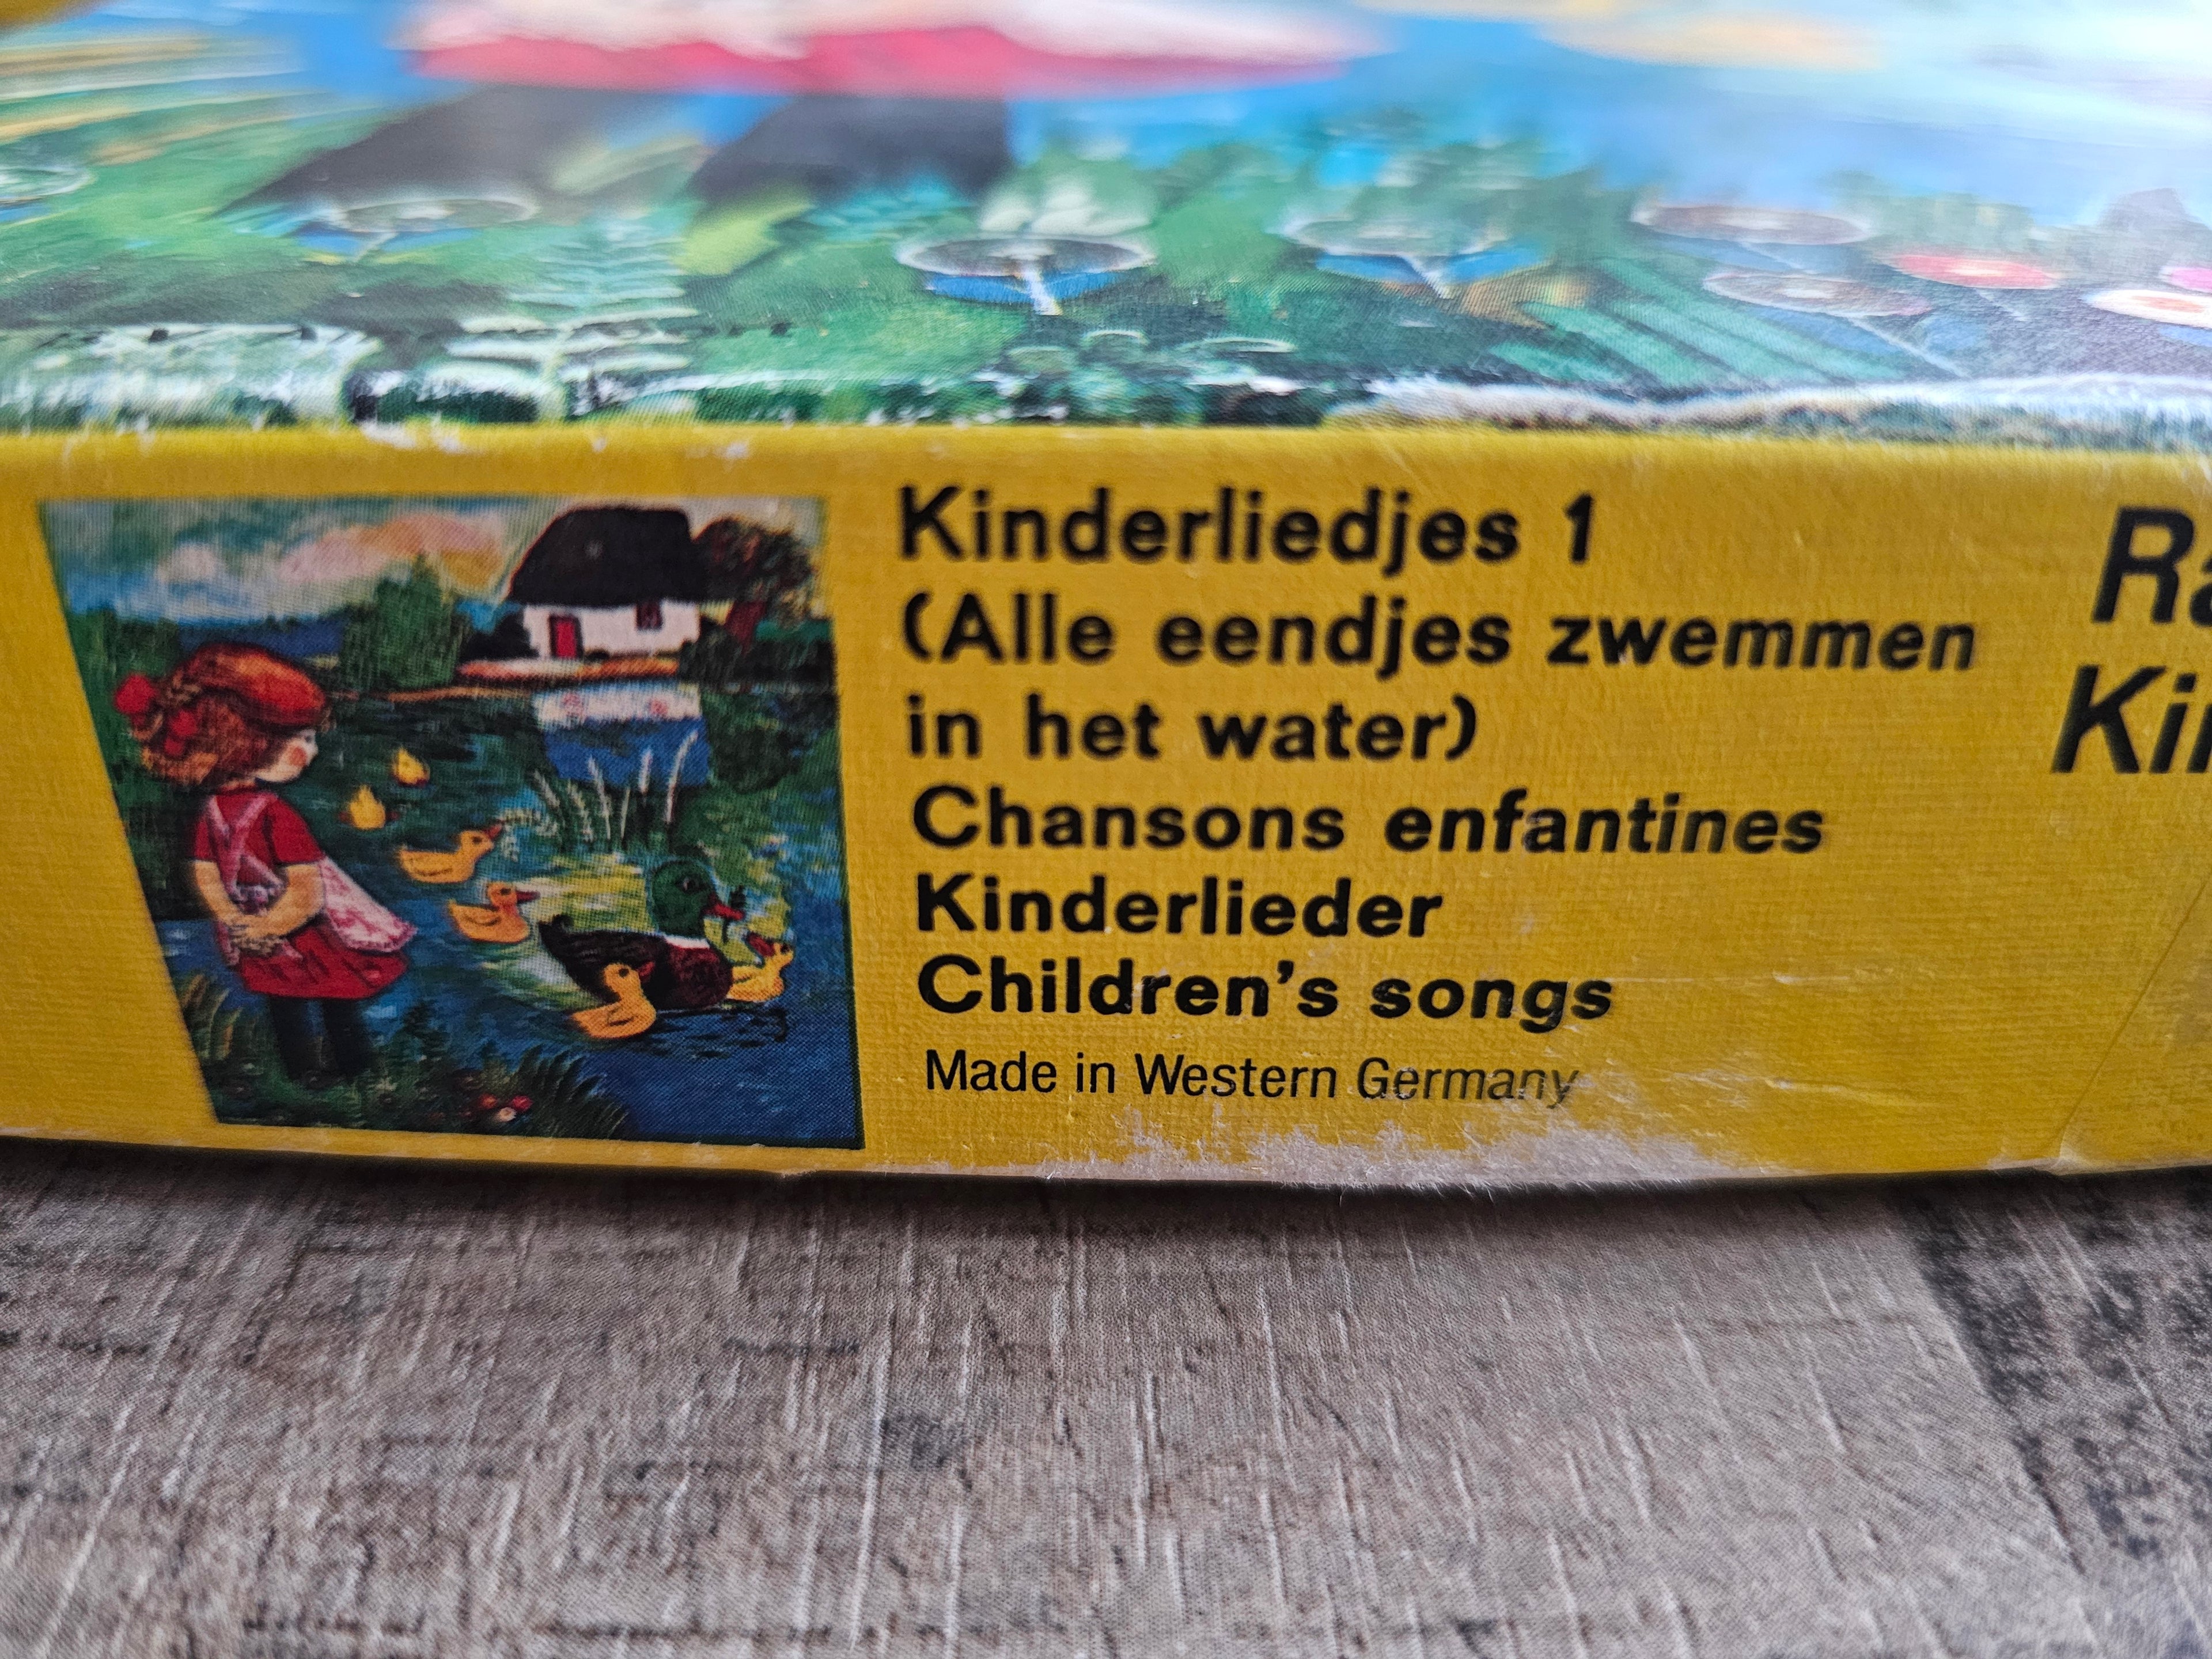 Kinderliedjes 1
(Alle eendjes zwemmen
in het water)
Chansons enfantines
Kinderlieder
Children's songs
Made in Western Germany